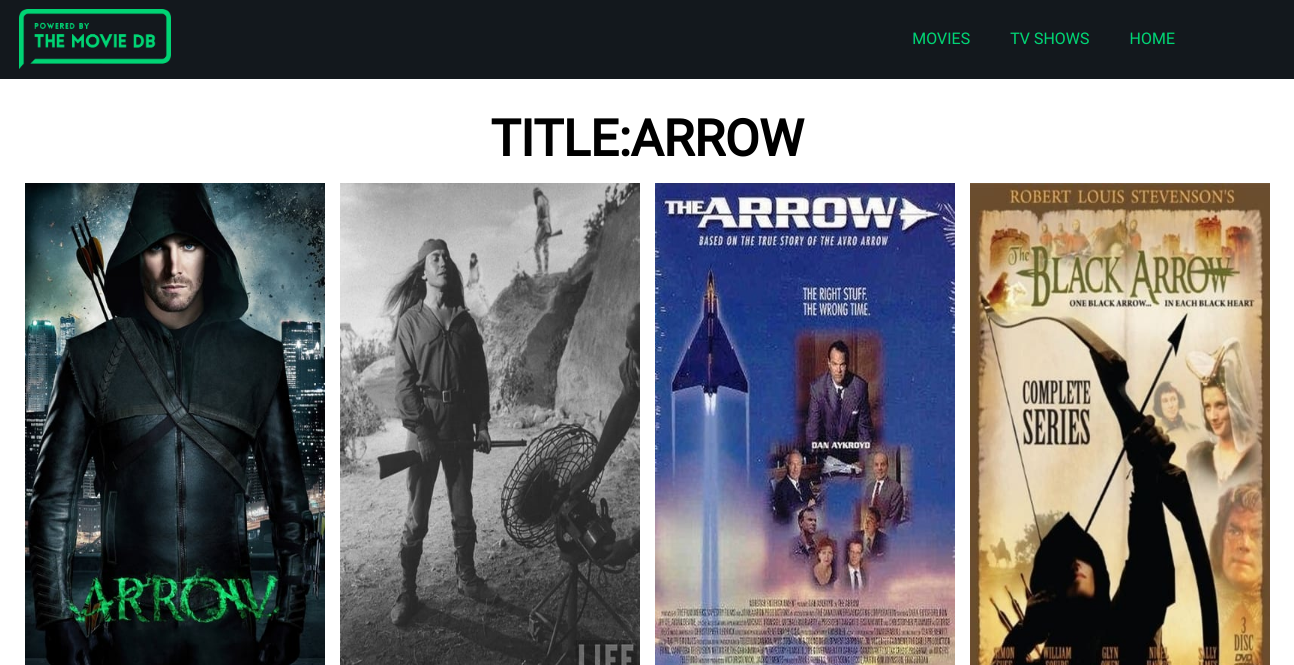 POWERED BY
THE MOVIE DB
MOVIES
TV SHOWS
HOME
TITLE:ARROW
ARROW
LIFE
THE ARROW
BASED ON THE TRUE STORY OF THE AVRO ARROW
THE RIGHT STUFF.
THE WRONG TIME.
DAN AYKROYD
ROBERT LOUIS STEVENSON'S
The
BLACK ARROW
ONE BLACK ARROW... IN EACH BLACK HEART
COMPLETE
SERIES
3
DISC
DVD
WILLIAM
GLYN